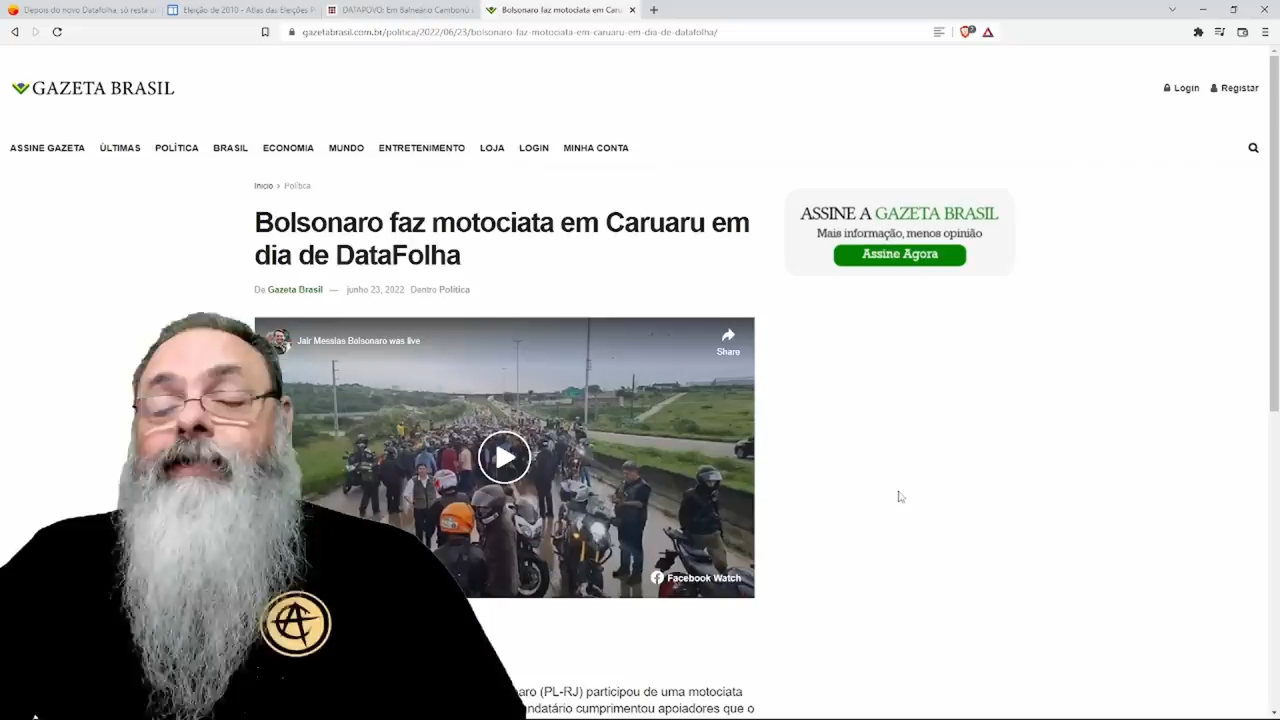 Depois do novo Datafolha, só resta a
Eleição de 2010 - Atlas das Eleições P
DATAPOVO: Em Balneário Camboriú
Bolsonaro faz motociata em Caru
gazetabrasil.com.br/politica/2022/06/23/bolsonaro-faz-motociata-em-caruaru-em-dia-de-datafolha/
GAZETA BRASIL
Login
Registar
ASSINE GAZETA
ÚLTIMAS
POLÍTICA
BRASIL
ECONOMIA
MUNDO
ENTRETENIMENTO
LOJA
LOGIN
MINHA CONTA
Início > Política
Bolsonaro faz motociata em Caruaru em
dia de DataFolha
De Gazeta Brasil — junho 23, 2022 Dentro Política
ASSINE A GAZETA BRASIL
Mais informação, menos opinião
Assine Agora
Jair Messias Bolsonaro was live
Share
Facebook Watch
aro (PL-RJ) participou de uma motociata
ndatário cumprimentou apoiadores que o